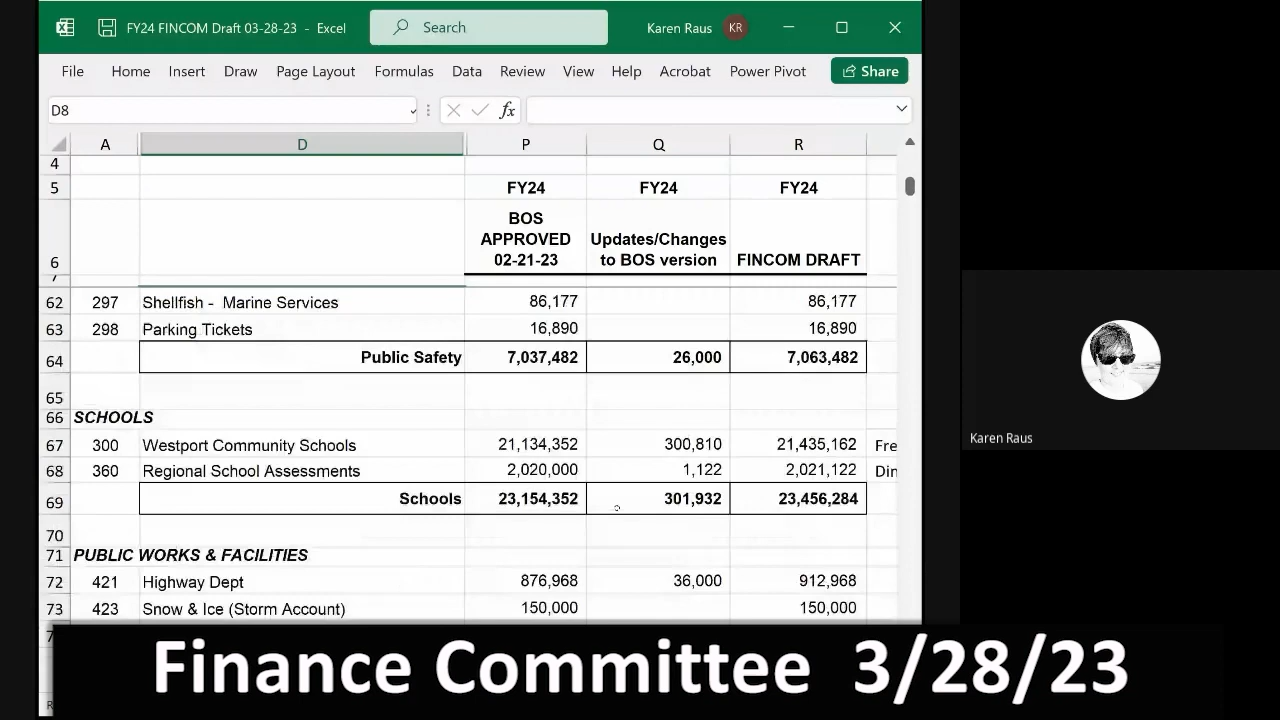 FY24 FINCOM Draft 03-28-23 - Excel
Search
Karen Raus KR
File Home Insert Draw Page Layout Formulas Data Review View Help Acrobat Power Pivot Share
D8 fx
A D P Q R
4
5 FY24 FY24 FY24
6 BOS APPROVED 02-21-23 Updates/Changes to BOS version FINCOM DRAFT
62 297 Shellfish - Marine Services 86,177 86,177
63 298 Parking Tickets 16,890 16,890
64 Public Safety 7,037,482 26,000 7,063,482
65
66 SCHOOLS
67 300 Westport Community Schools 21,134,352 300,810 21,435,162 Fre
68 360 Regional School Assessments 2,020,000 1,122 2,021,122
69 Schools 23,154,352 301,932 23,456,284
70
71 PUBLIC WORKS & FACILITIES
72 421 Highway Dept 876,968 36,000 912,968
73 423 Snow & Ice (Storm Account) 150,000 150,000
Karen Raus
Finance Committee 3/28/23